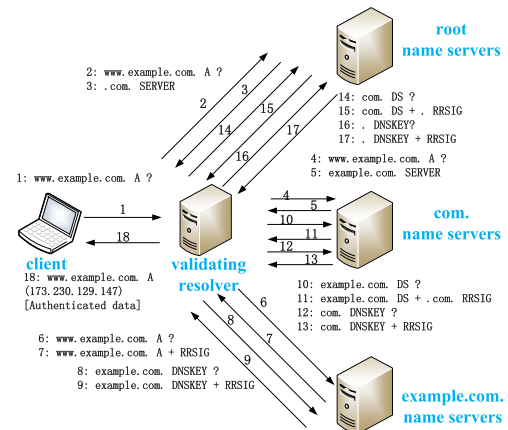 root
name servers
2: www.example.com. A ?
3: .com. SERVER
3
2
15
14
17
16
14: com. DS ?
15: com. DS + . RRSIG
16: . DNSKEY?
17: . DNSKEY + RRSIG
4: www.example.com. A ?
5: example.com. SERVER
1: www.example.com. A ?
1
18
4
5
10
11
12
13
com.
name servers
client
validating
resolver
18: www.example.com. A
(173.230.129.147)
[Authenticated data]
10: example.com. DS ?
11: example.com. DS + .com. RRSIG
12: com. DNSKEY ?
13: com. DNSKEY + RRSIG
6
8
7
9
6: www.example.com. A ?
7: www.example.com. A + RRSIG
8: example.com. DNSKEY ?
9: example.com. DNSKEY + RRSIG
example.com.
name servers